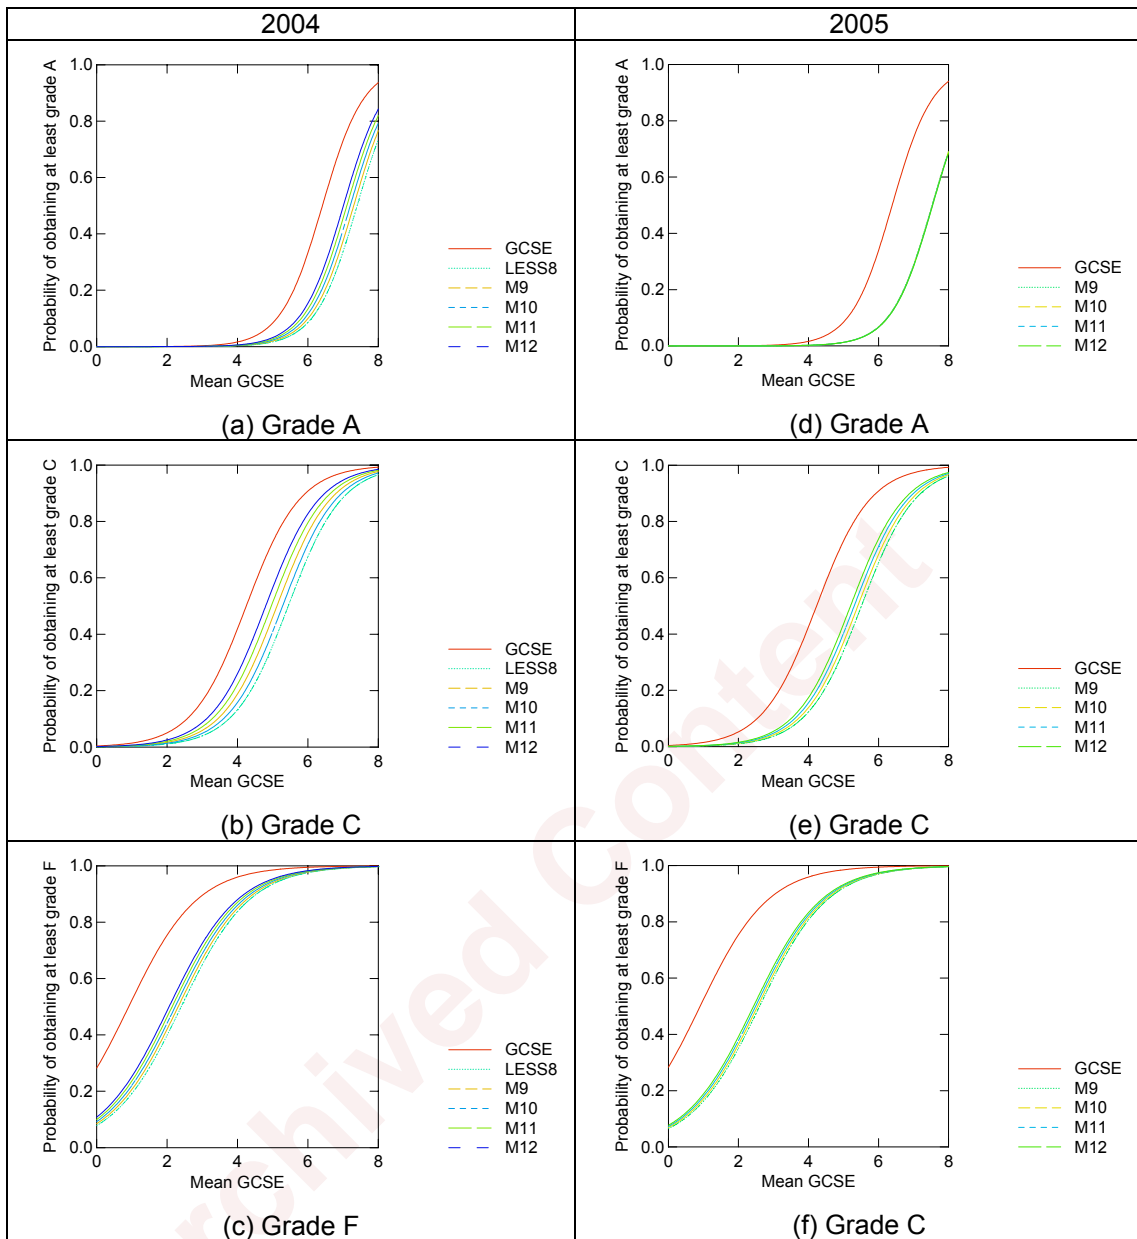 2004
2005
Probability of obtaining at least grade A
1.0
0.8
0.6
0.4
0.2
0.0
0 2 4 6 8
Mean GCSE
GCSE
LESS8
M9
M10
M11
M12
(a) Grade A
Probability of obtaining at least grade A
1.0
0.8
0.6
0.4
0.2
0.0
0 2 4 6 8
Mean GCSE
GCSE
M9
M10
M11
M12
(d) Grade A
Probability of obtaining at least grade C
1.0
0.8
0.6
0.4
0.2
0.0
0 2 4 6 8
Mean GCSE
GCSE
LESS8
M9
M10
M11
M12
(b) Grade C
Probability of obtaining at least grade C
1.0
0.8
0.6
0.4
0.2
0.0
0 2 4 6 8
Mean GCSE
GCSE
M9
M10
M11
M12
(e) Grade C
Probability of obtaining at least grade F
1.0
0.8
0.6
0.4
0.2
0.0
0 2 4 6 8
Mean GCSE
GCSE
LESS8
M9
M10
M11
M12
(c) Grade F
Probability of obtaining at least grade F
1.0
0.8
0.6
0.4
0.2
0.0
0 2 4 6 8
Mean GCSE
GCSE
M9
M10
M11
M12
(f) Grade C
rchived Content